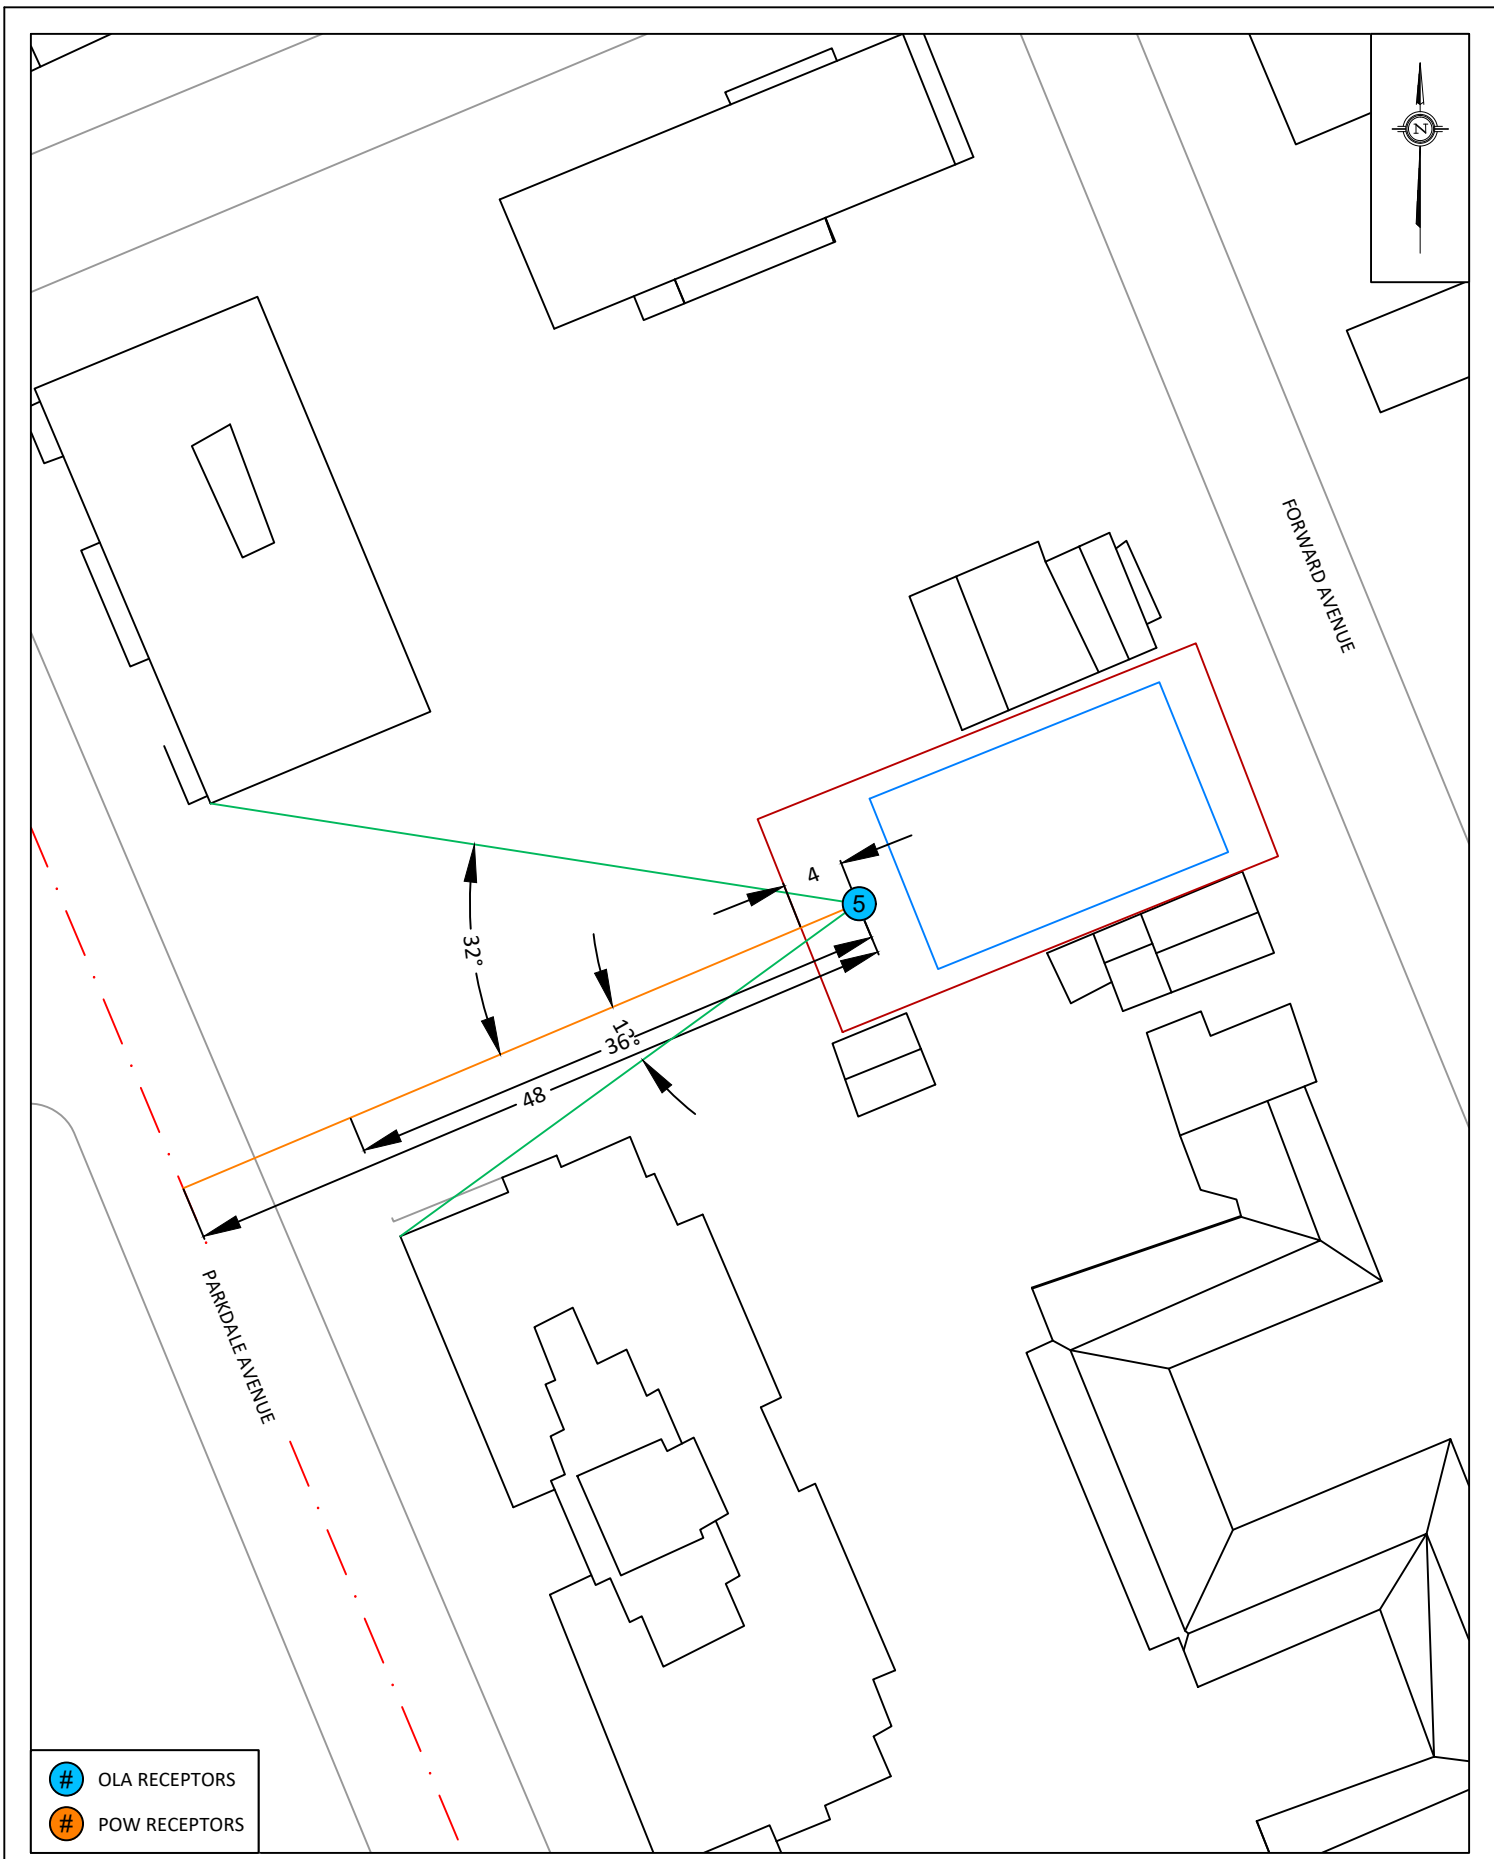 N
FORWARD AVENUE
4
5
32°
36
48
PARKDALE AVENUE
# OLA RECEPTORS
# POW RECEPTORS